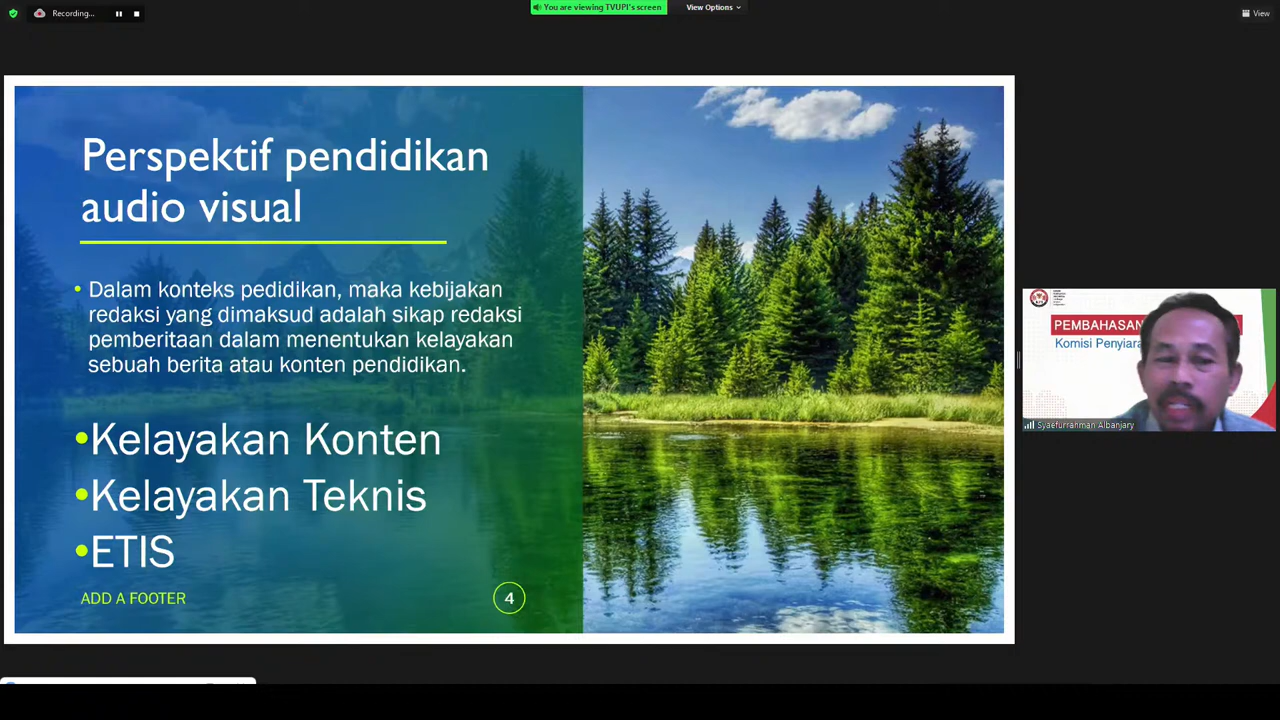 Recording...
You are viewing TVUPI's screen
View Options
View
Perspektif pendidikan
audio visual
• Dalam konteks pedidikan, maka kebijakan
redaksi yang dimaksud adalah sikap redaksi
pemberitaan dalam menentukan kelayakan
sebuah berita atau konten pendidikan.
•Kelayakan Konten
•Kelayakan Teknis
•ETIS
ADD A FOOTER
4
PEMBAHASAN
Komisi Penyiara
Syaefurrahman Albanjary